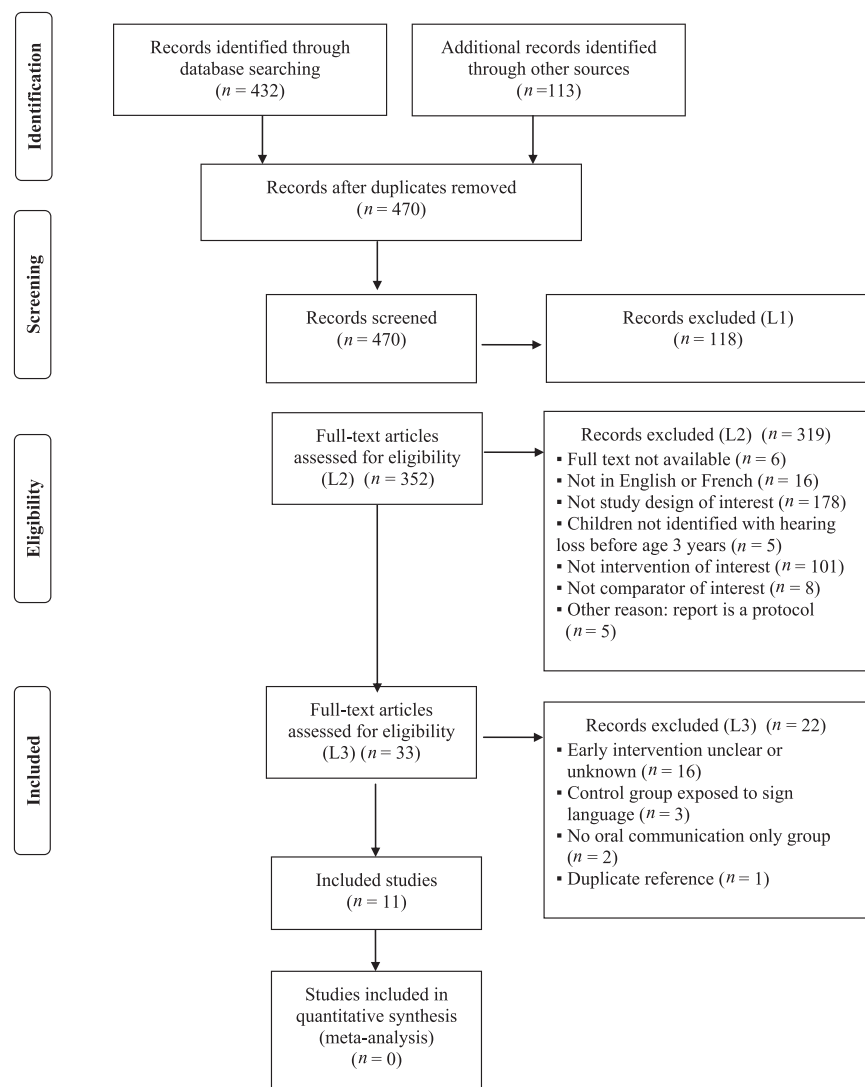 Identification
Records identified through
database searching
(n = 432)
Additional records identified
through other sources
(n =113)
Records after duplicates removed
(n = 470)
Screening
Records screened
(n = 470)
Records excluded (L1)
(n = 118)
Eligibility
Full-text articles
assessed for eligibility
(L2) (n = 352)
Records excluded (L2) (n = 319)
▪ Full text not available (n = 6)
▪ Not in English or French (n = 16)
▪ Not study design of interest (n = 178)
▪ Children not identified with hearing
loss before age 3 years (n = 5)
▪ Not intervention of interest (n = 101)
▪ Not comparator of interest (n = 8)
▪ Other reason: report is a protocol
(n = 5)
Included
Full-text articles
assessed for eligibility
(L3) (n = 33)
Records excluded (L3) (n = 22)
▪ Early intervention unclear or
unknown (n = 16)
▪ Control group exposed to sign
language (n = 3)
▪ No oral communication only group
(n = 2)
▪ Duplicate reference (n = 1)
Included studies
(n = 11)
Studies included in
quantitative synthesis
(meta-analysis)
(n = 0)